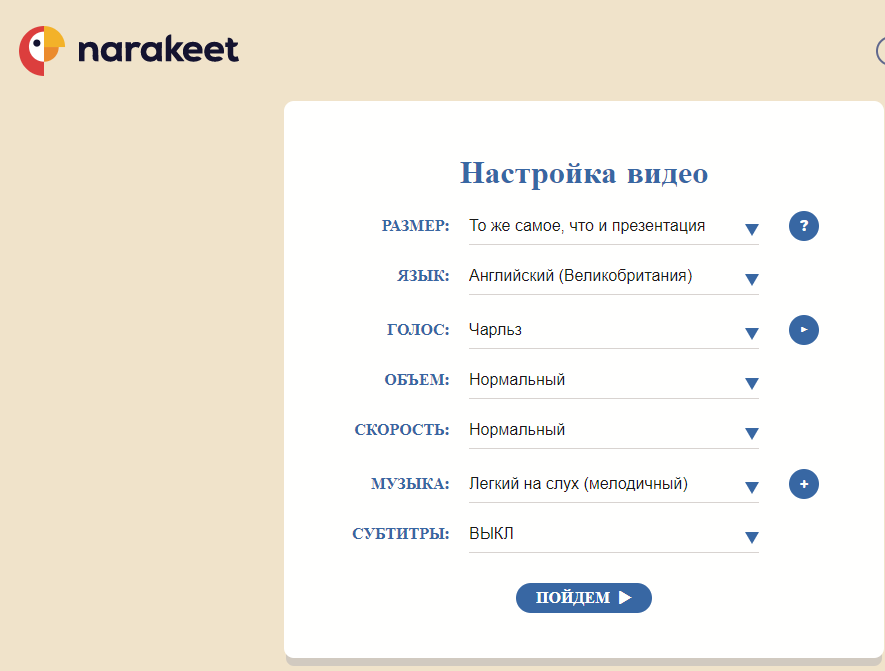 narakeet
Настройка видео
РАЗМЕР: То же самое, что и презентация ?
ЯЗЫК: Английский (Великобритания)
ГОЛОС: Чарльз
ОБЪЕМ: Нормальный
СКОРОСТЬ: Нормальный
МУЗЫКА: Легкий на слух (мелодичный) +
СУБТИТРЫ: ВЫКЛ
ПОЙДЕМ